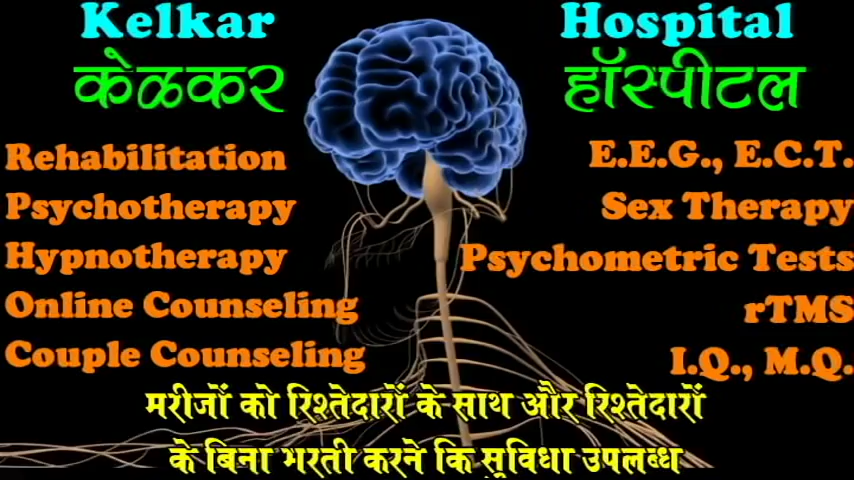 Kelkar Hospital
केळकर हॉस्पीटल
Rehabilitation
Psychotherapy
Hypnotherapy
Online Counseling
Couple Counseling
E.E.G., E.C.T.
Sex Therapy
Psychometric Tests
rTMS
I.Q., M.Q.
मरीजों को रिश्तेदारों के साथ और रिश्तेदारों
के बिना भरती करने कि सुविधा उपलब्ध